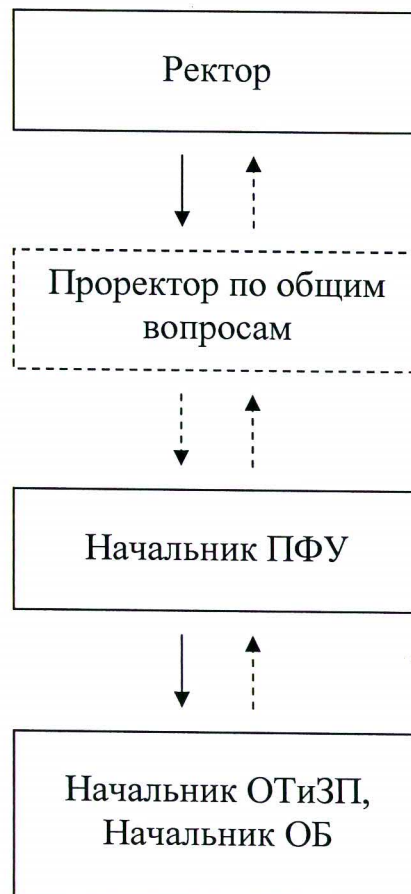 Ректор
Проректор по общим
вопросам
Начальник ПФУ
Начальник ОТиЗП,
Начальник ОБ